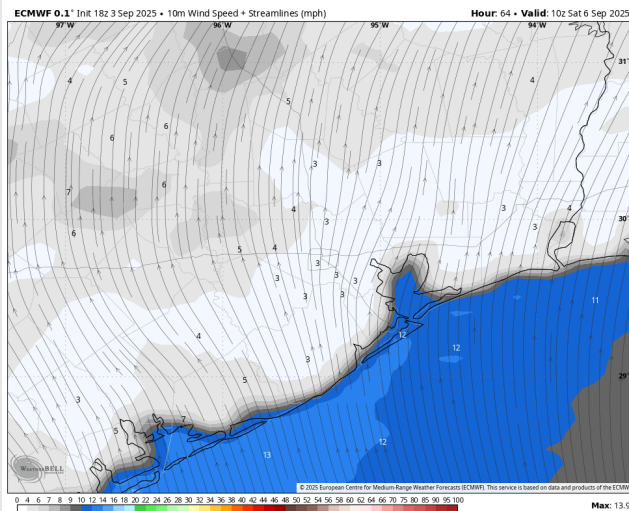 ECMWF 0.1° Init 18z 3 Sep 2025 • 10m Wind Speed + Streamlines (mph)
Hour: 64 • Valid: 10z Sat 6 Sep 2025
97°W 96°W 95°W 94°W
31°
4 5 4
5
6 6
3 3
7 6
4 3 4
30°
6 3 3
5 4
3
3 3 3
3 3
11
4 12
12
3
29°
5
3
7
5
12
13
WEATHERBELL
© 2025 European Centre for Medium-Range Weather Forecasts (ECMWF). This service is based on data and products of the ECMW
0 4 6 7 8 9 10 12 14 16 18 20 22 24 26 28 30 32 34 36 38 40 42 44 46 48 50 52 54 56 58 60 62 64 66 70 75 80 85 90 95 100
Max: 13.9